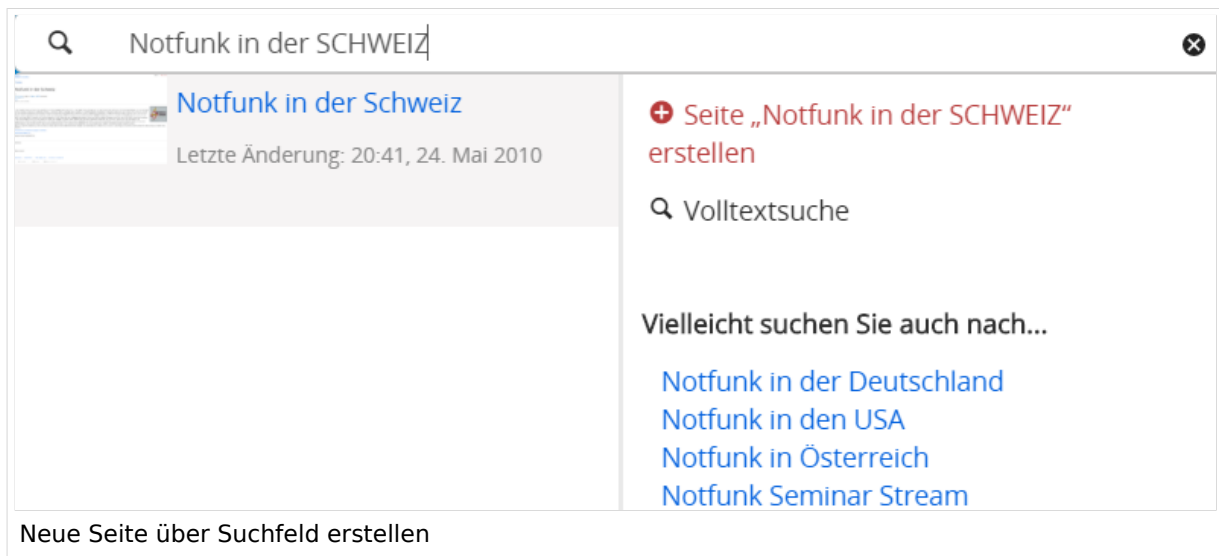 Notfunk in der SCHWEIZ
Notfunk in der Schweiz
Letzte Änderung: 20:41, 24. Mai 2010
Seite „Notfunk in der SCHWEIZ“
erstellen
Volltextsuche
Vielleicht suchen Sie auch nach...
Notfunk in der Deutschland
Notfunk in den USA
Notfunk in Österreich
Notfunk Seminar Stream
Neue Seite über Suchfeld erstellen